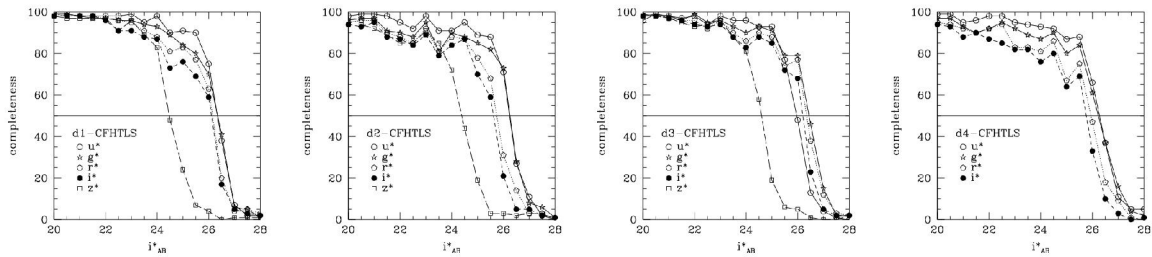 completeness
100
80
60
40
20
0
d1-CFHTLS
u*
g*
r*
i*
z*
20 22 24 26 28
i*AB
completeness
100
80
60
40
20
0
d2-CFHTLS
u*
g*
r*
i*
z*
20 22 24 26 28
i*AB
completeness
100
80
60
40
20
0
d3-CFHTLS
u*
g*
r*
i*
z*
20 22 24 26 28
i*AB
completeness
100
80
60
40
20
0
d4-CFHTLS
u*
g*
r*
i*
20 22 24 26 28
i*AB